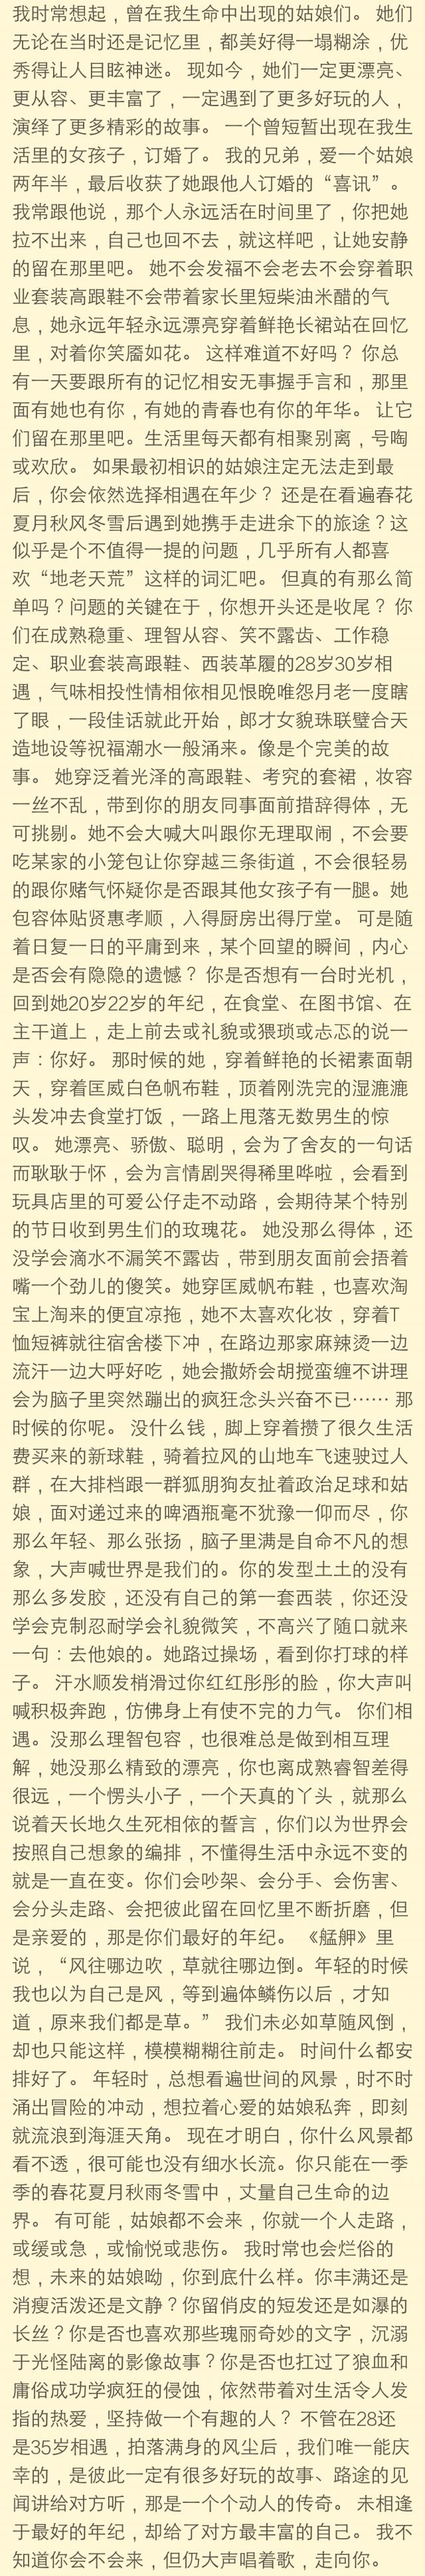 我时常想起，曾在我生命中出现的姑娘们。 她们
无论在当时还是记忆里，都美好得一塌糊涂，优
秀得让人目眩神迷。 现如今，她们一定更漂亮、
更从容、更丰富了，一定遇到了更多好玩的人，
演绎了更多精彩的故事。 一个曾短暂出现在我生
活里的女孩子，订婚了。 我的兄弟，爱一个姑娘
两年半，最后收获了她跟他人订婚的“喜讯”。
我常跟他说，那个人永远活在时间里了，你把她
拉不出来，自己也回不去，就这样吧，让她安静
的留在那里吧。 她不会发福不会老去不会穿着职
业套装高跟鞋不会带着家长里短柴油米醋的气
息，她永远年轻永远漂亮穿着鲜艳长裙站在回忆
里，对着你笑靥如花。 这样难道不好吗？ 你总
有一天要跟所有的记忆相安无事握手言和，那里
面有她也有你，有她的青春也有你的年华。 让它
们留在那里吧。生活里每天都有相聚别离，号啕
或欢欣。 如果最初相识的姑娘注定无法走到最
后，你会依然选择相遇在年少？ 还是在看遍春花
夏月秋风冬雪后遇到她携手走进余下的旅途？这
似乎是个不值得一提的问题，几乎所有人都喜
欢“地老天荒”这样的词汇吧。 但真的有那么简
单吗？问题的关键在于，你想开头还是收尾？ 你
们在成熟稳重、理智从容、笑不露齿、工作稳
定、职业套装高跟鞋、西装革履的28岁30岁相
遇，气味相投性情相依相见恨晚唯怨月老一度瞎
了眼，一段佳话就此开始，郎才女貌珠联璧合天
造地设等祝福潮水一般涌来。像是个完美的故
事。 她穿泛着光泽的高跟鞋、考究的套裙，妆容
一丝不乱，带到你的朋友同事面前措辞得体，无
可挑剔。她不会大喊大叫跟你无理取闹，不会要
吃某家的小笼包让你穿越三条街道，不会很轻易
的跟你赌气怀疑你是否跟其他女孩子有一腿。她
包容体贴贤惠孝顺，入得厨房出得厅堂。 可是随
着日复一日的平庸到来，某个回望的瞬间，内心
是否会有隐隐的遗憾？ 你是否想有一台时光机，
回到她20岁22岁的年纪，在食堂、在图书馆、在
主干道上，走上前去或礼貌或猥琐或忐忑的说一
声：你好。 那时候的她，穿着鲜艳的长裙素面朝
天，穿着匡威白色帆布鞋，顶着刚洗完的湿漉漉
头发冲去食堂打饭，一路上甩落无数男生的惊
叹。 她漂亮、骄傲、聪明，会为了舍友的一句话
而耿耿于怀，会为言情剧哭得稀里哗啦，会看到
玩具店里的可爱公仔走不动路，会期待某个特别
的节日收到男生们的玫瑰花。 她没那么得体，还
没学会滴水不漏笑不露齿，带到朋友面前会捂着
嘴一个劲儿的傻笑。她穿匡威帆布鞋，也喜欢淘
宝上淘来的便宜凉拖，她不太喜欢化妆，穿着T
恤短裤就往宿舍楼下冲，在路边那家麻辣烫一边
流汗一边大呼好吃，她会撒娇会胡搅蛮缠不讲理
会为脑子里突然蹦出的疯狂念头兴奋不已…… 那
时候的你呢。 没什么钱，脚上穿着攒了很久生活
费买来的新球鞋，骑着拉风的山地车飞速驶过人
群，在大排档跟一群狐朋狗友扯着政治足球和姑
娘，面对递过来的啤酒瓶毫不犹豫一仰而尽，你
那么年轻、那么张扬，脑子里满是自命不凡的想
象，大声喊世界是我们的。你的发型土土的没有
那么多发胶，还没有自己的第一套西装，你还没
学会克制忍耐学会礼貌微笑，不高兴了随口就来
一句：去他娘的。她路过操场，看到你打球的样
子。 汗水顺发梢滑过你红红彤彤的脸，你大声叫
喊积极奔跑，仿佛身上有使不完的力气。 你们相
遇。没那么理智包容，也很难总是做到相互理
解，她没那么精致的漂亮，你也离成熟睿智差得
很远，一个愣头小子，一个天真的丫头，就那么
说着天长地久生死相依的誓言，你们以为世界会
按照自己想象的编排，不懂得生活中永远不变的
就是一直在变。你们会吵架、会分手、会伤害、
会分头走路、会把彼此留在回忆里不断折磨，但
是亲爱的，那是你们最好的年纪。 《艋舺》里
说，“风往哪边吹，草就往哪边倒。年轻的时候
我也以为自己是风，等到遍体鳞伤以后，才知
道，原来我们都是草。” 我们未必如草随风倒，
却也只能这样，模模糊糊往前走。 时间什么都安
排好了。 年轻时，总想看遍世间的风景，时不时
涌出冒险的冲动，想拉着心爱的姑娘私奔，即刻
就流浪到海涯天角。 现在才明白，你什么风景都
看不透，很可能也没有细水长流。你只能在一季
季的春花夏月秋雨冬雪中，丈量自己生命的边
界。 有可能，姑娘都不会来，你就一个人走路，
或缓或急，或愉悦或悲伤。 我时常也会烂俗的
想，未来的姑娘呦，你到底什么样。你丰满还是
消瘦活泼还是文静？你留俏皮的短发还是如瀑的
长丝？你是否也喜欢那些瑰丽奇妙的文字，沉溺
于光怪陆离的影像故事？你是否也扛过了狼血和
庸俗成功学疯狂的侵蚀，依然带着对生活令人发
指的热爱，坚持做一个有趣的人？ 不管在28还
是35岁相遇，拍落满身的风尘后，我们唯一能庆
幸的，是彼此一定有很多好玩的故事、路途的见
闻讲给对方听，那是一个个动人的传奇。 未相逢
于最好的年纪，却给了对方最丰富的自己。 我不
知道你会不会来，但仍大声唱着歌，走向你。